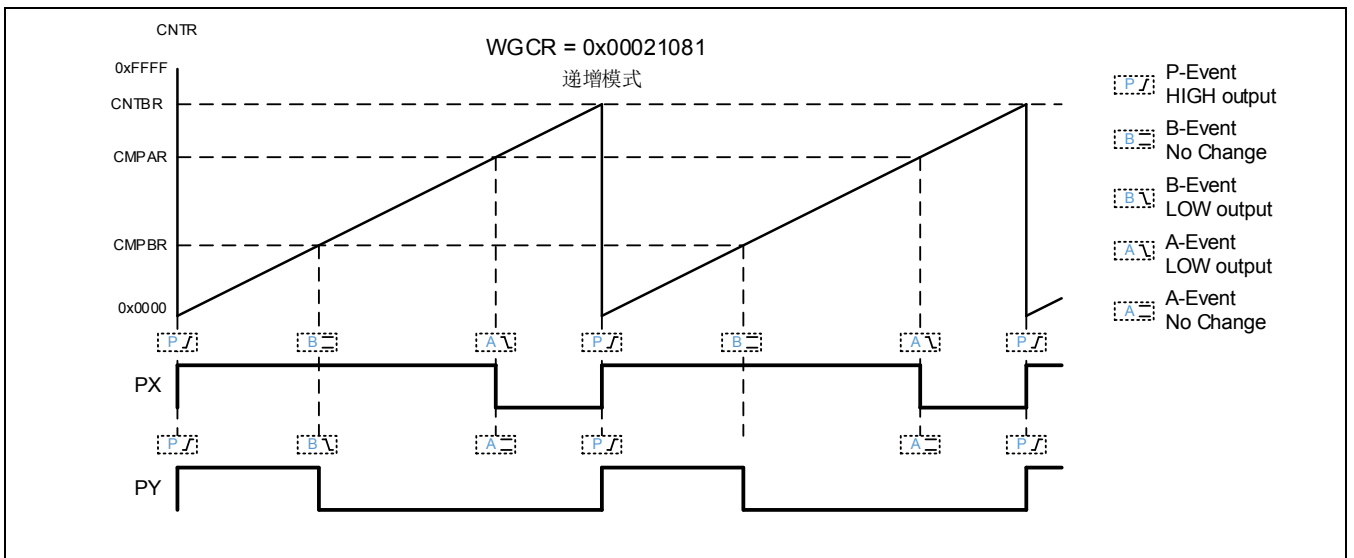 CNTR
WGCR = 0x00021081
递增模式
0xFFFF
CNTBR
CMPAR
CMPBR
0x0000
P-Event
HIGH output
B-Event
No Change
B-Event
LOW output
A-Event
LOW output
A-Event
No Change
P
B
A
P
B
A
P
PX
P
B
A
P
A
P
PY
P
B
B
A
A